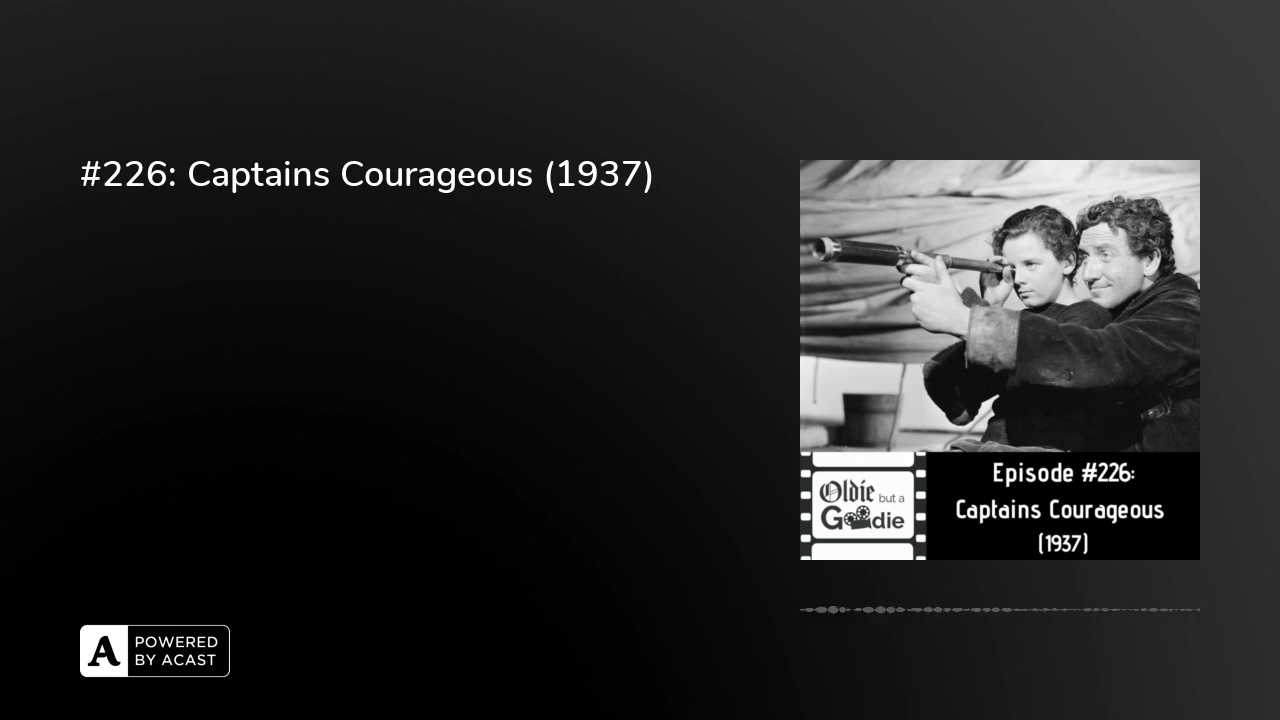 #226: Captains Courageous (1937)
Oldie but a
Goodie
Episode #226:
Captains Courageous
(1937)
A
POWERED
BY ACAST